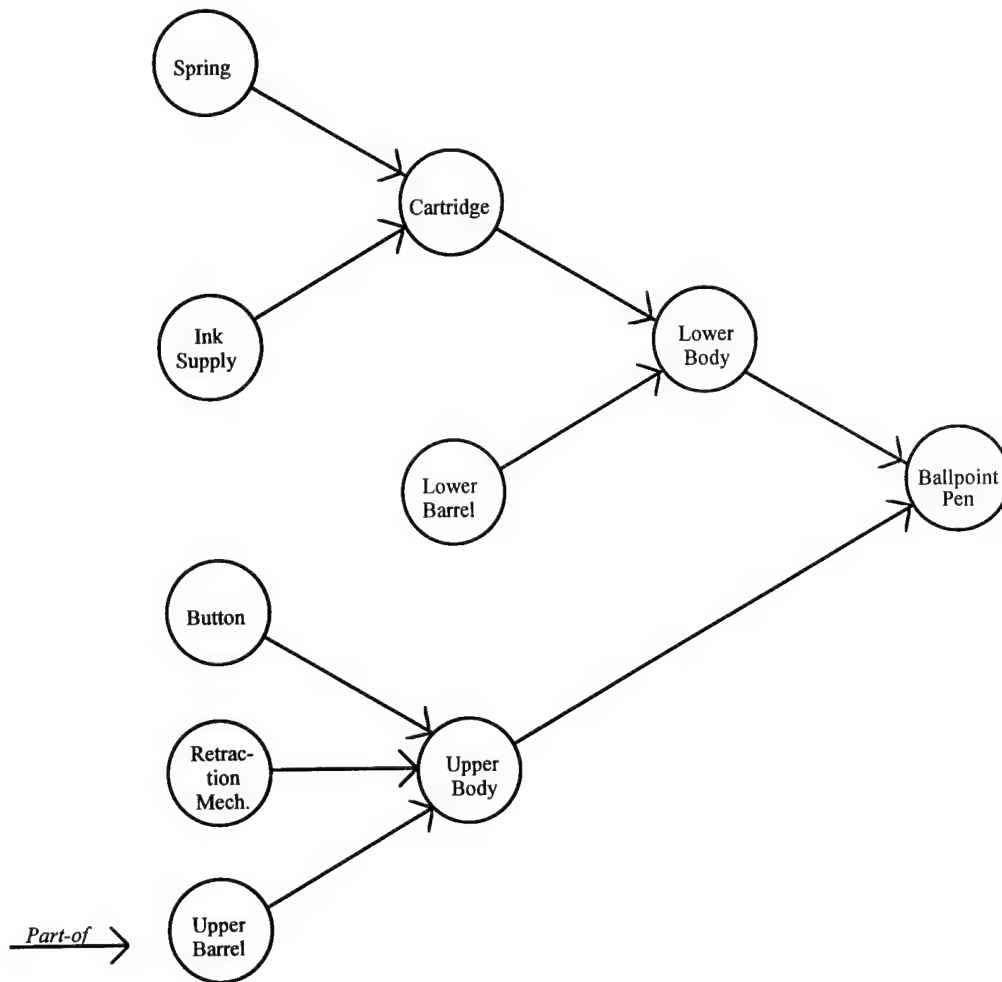 Spring
Cartridge
Ink
Supply
Lower
Body
Lower
Barrel
Ballpoint
Pen
Button
Retrac-
tion
Mech.
Upper
Body
Upper
Barrel
Part-of